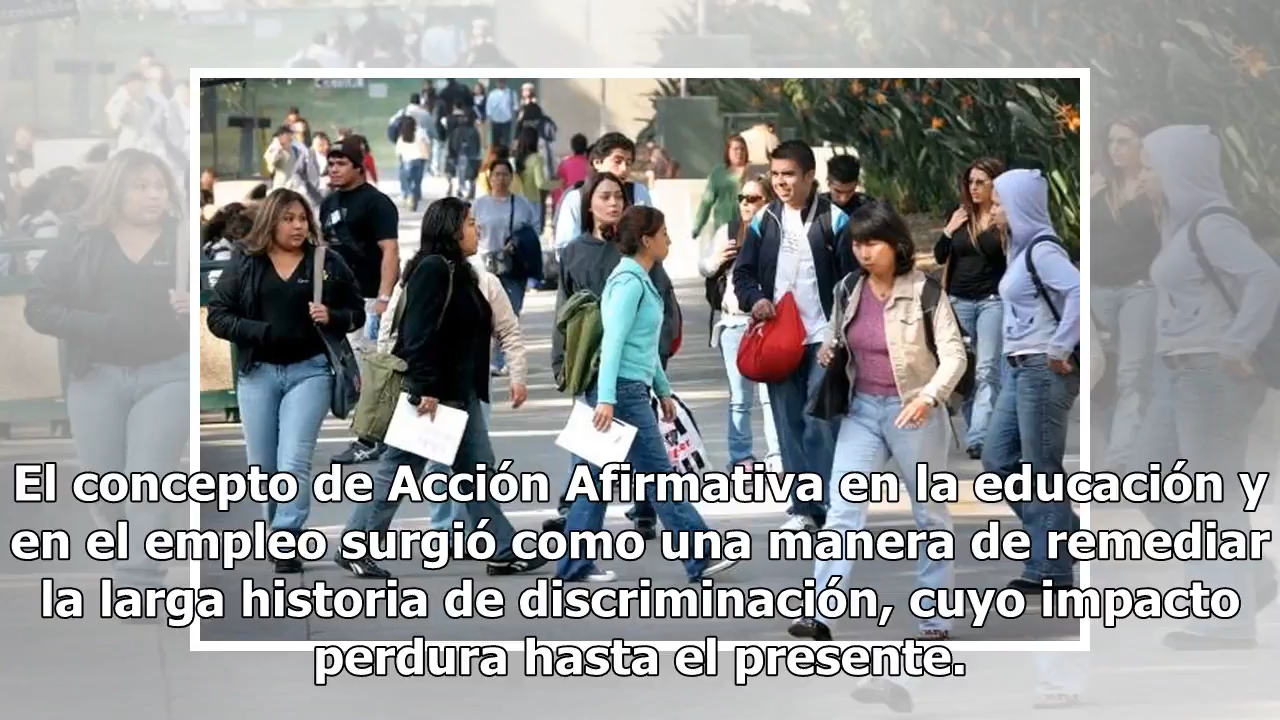 El concepto de Acción Afirmativa en la educación y
en el empleo surgió como una manera de remediar
la larga historia de discriminación, cuyo impacto
perdura hasta el presente.